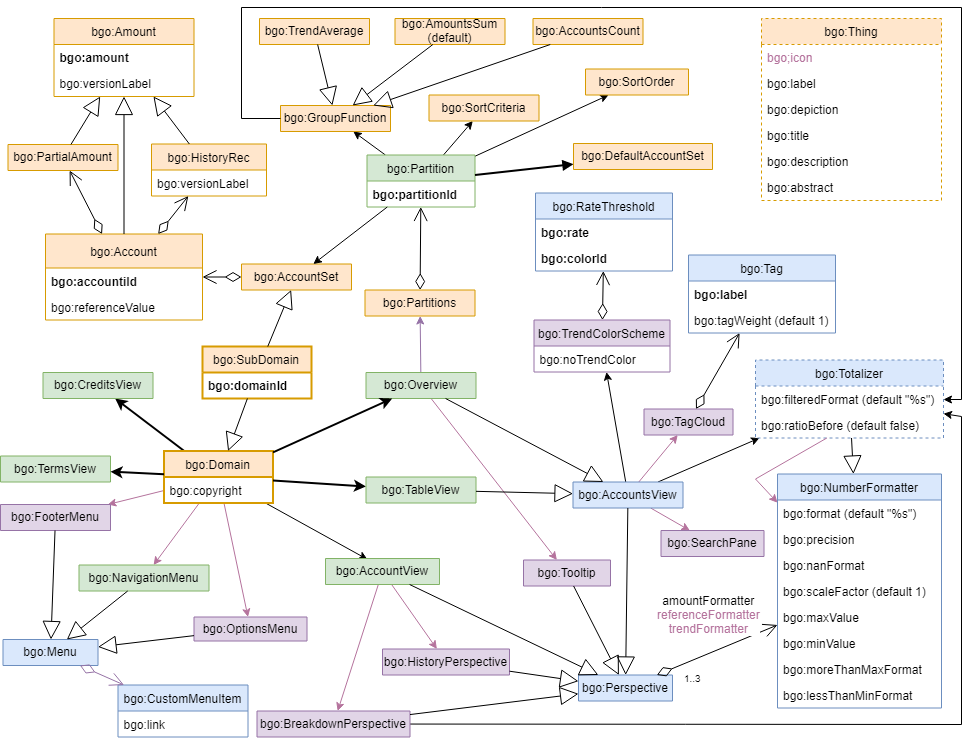 bgo:Amount
bgo:amount
bgo:versionLabel
bgo:TrendAverage
bgo:AmountsSum
(default)
bgo:AccountsCount
bgo:Thing
bgo;icon
bgo:label
bgo:depiction
bgo:title
bgo:description
bgo:abstract
bgo:GroupFunction
bgo:SortCriteria
bgo:SortOrder
bgo:PartialAmount
bgo:HistoryRec
bgo:versionLabel
bgo:Partition
bgo:partitionId
bgo:DefaultAccountSet
bgo:Account
bgo:accountiId
bgo:referenceValue
bgo:AccountSet
bgo:Partitions
bgo:RateThreshold
bgo:rate
bgo:colorId
bgo:Tag
bgo:label
bgo:tagWeight (default 1)
bgo:TrendColorScheme
bgo:noTrendColor
bgo:SubDomain
bgo:domainId
bgo:CreditsView
bgo:Overview
bgo:TagCloud
bgo:Totalizer
bgo:filteredFormat (default "%s")
bgo:ratioBefore (default false)
bgo:TermsView
bgo:Domain
bgo:copyright
bgo:TableView
bgo:AccountsView
bgo:NumberFormatter
bgo:format (default "%s")
bgo:precision
bgo:nanFormat
bgo:scaleFactor (default 1)
bgo:maxValue
bgo:minValue
bgo:moreThanMaxFormat
bgo:lessThanMinFormat
bgo:FooterMenu
bgo:SearchPane
bgo:NavigationMenu
bgo:AccountView
bgo:Tooltip
amountFormatter
referenceFormatter
trendFormatter
bgo:OptionsMenu
bgo:Menu
bgo:HistoryPerspective
bgo:Perspective
1..3
bgo:CustomMenuItem
bgo:link
bgo:BreakdownPerspective